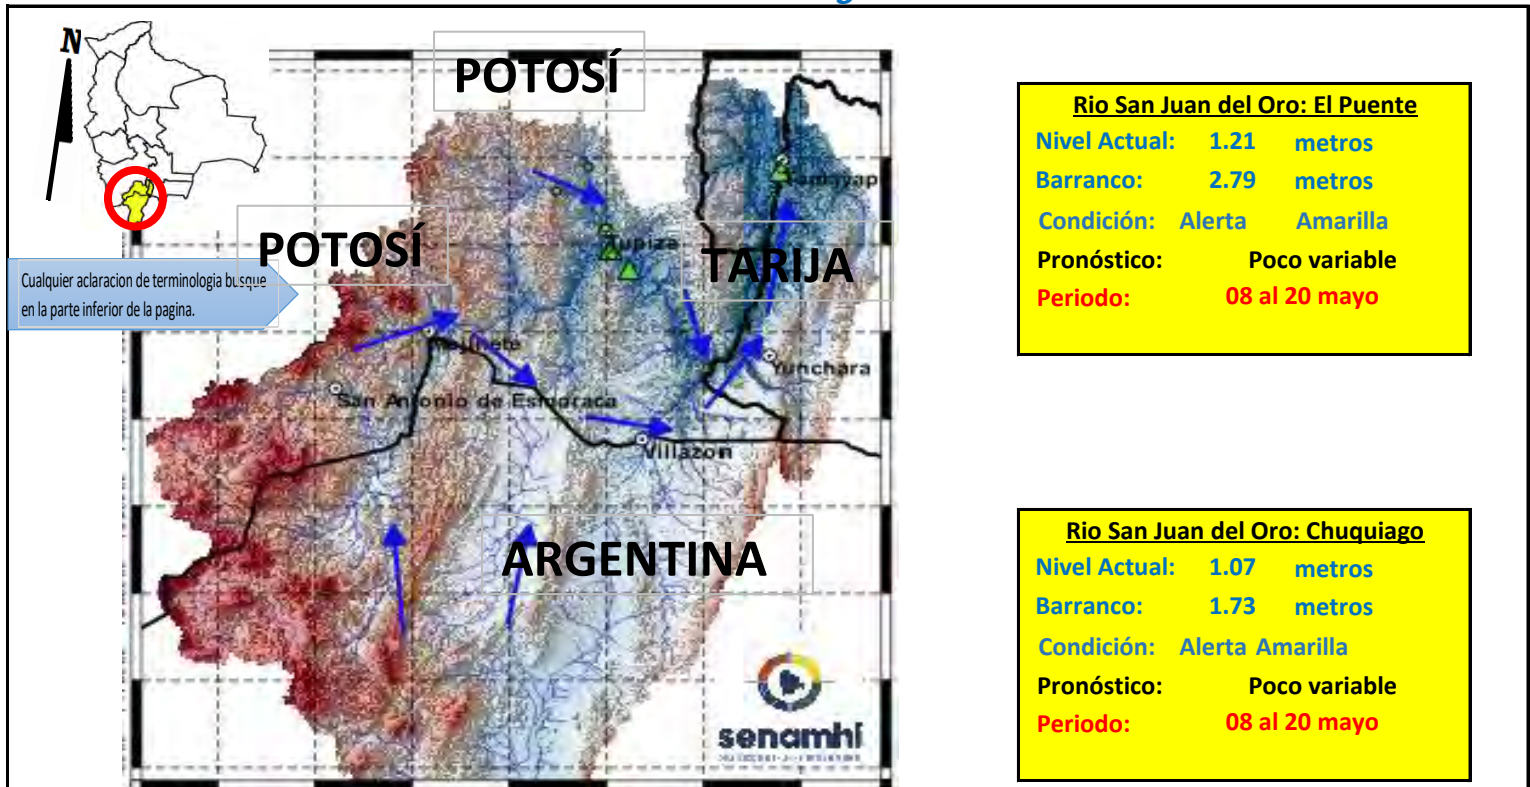 N
POTOSÍ
POTOSÍ
TARIJA
Tupiza
Cualquier aclaracion de terminologia busque
en la parte inferior de la pagina.
Yunchara
San Antonio de Esmoraca
Villazon
ARGENTINA
senamhi
Rio San Juan del Oro: El Puente
Nivel Actual: 1.21 metros
Barranco: 2.79 metros
Condición: Alerta Amarilla
Pronóstico: Poco variable
Periodo: 08 al 20 mayo
Rio San Juan del Oro: Chuquiago
Nivel Actual: 1.07 metros
Barranco: 1.73 metros
Condición: Alerta Amarilla
Pronóstico: Poco variable
Periodo: 08 al 20 mayo